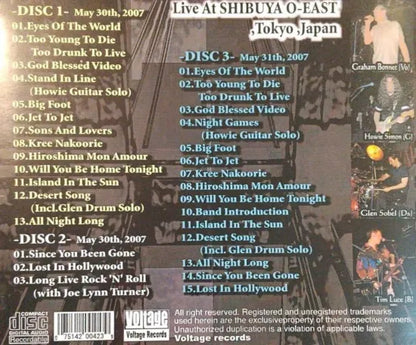 -DISC 1- May 30th, 2007
01.Eyes Of The World
02.Too Young To Die
Too Drunk To Live
03.God Blessed Video
04.Stand In Line
(Howie Guitar Solo)
05.Big Foot
06.Jet To Jet
07.Sons And Lovers
08.Kree Nakoorie
09.Hiroshima Mon Amour
10.Will You Be Home Tonight
11.Island In The Sun
12.Desert Song
(Incl.Glen Drum Solo)
13.All Night Long
-DISC 2- May 30th, 2007
01.Since You Been Gone
02.Lost In Hollywood
03.Long Live Rock 'N' Roll
(with Joe Lynn Turner)
Live At SHIBUYA O-EAST
,Tokyo ,Japan
-DISC 3- May 31th, 2007
01.Eyes Of The World
02.Too Young To Die
Too Drunk To Live
03.God Blessed Video
04.Night Games
(Howie Guitar Solo)
05.Big Foot
06.Jet To Jet
07.Kree Nakoorie
08.Hiroshima Mon Amour
09.Will You Be Home Tonight
10.Band Introduction
11.Island In The Sun
12.Desert Song
(Incl. Glen Drum Solo)
13.All Night Long
14.Since You Been Gone
15.Lost In Hollywood
Graham Bonnet (Vo)
Howie Simon (G)
Glen Sobel (Ds)
Tim Luce (B)
COMPACT
disc
DIGITAL AUDIO
Recordable
0 75142 00423
Voltage
records
All right reserved. Registered and unregistered trademarks
used herein are the exclusive property of their respective owners.
Unauthorized duplication is a violation of applicable laws.
Voltage records